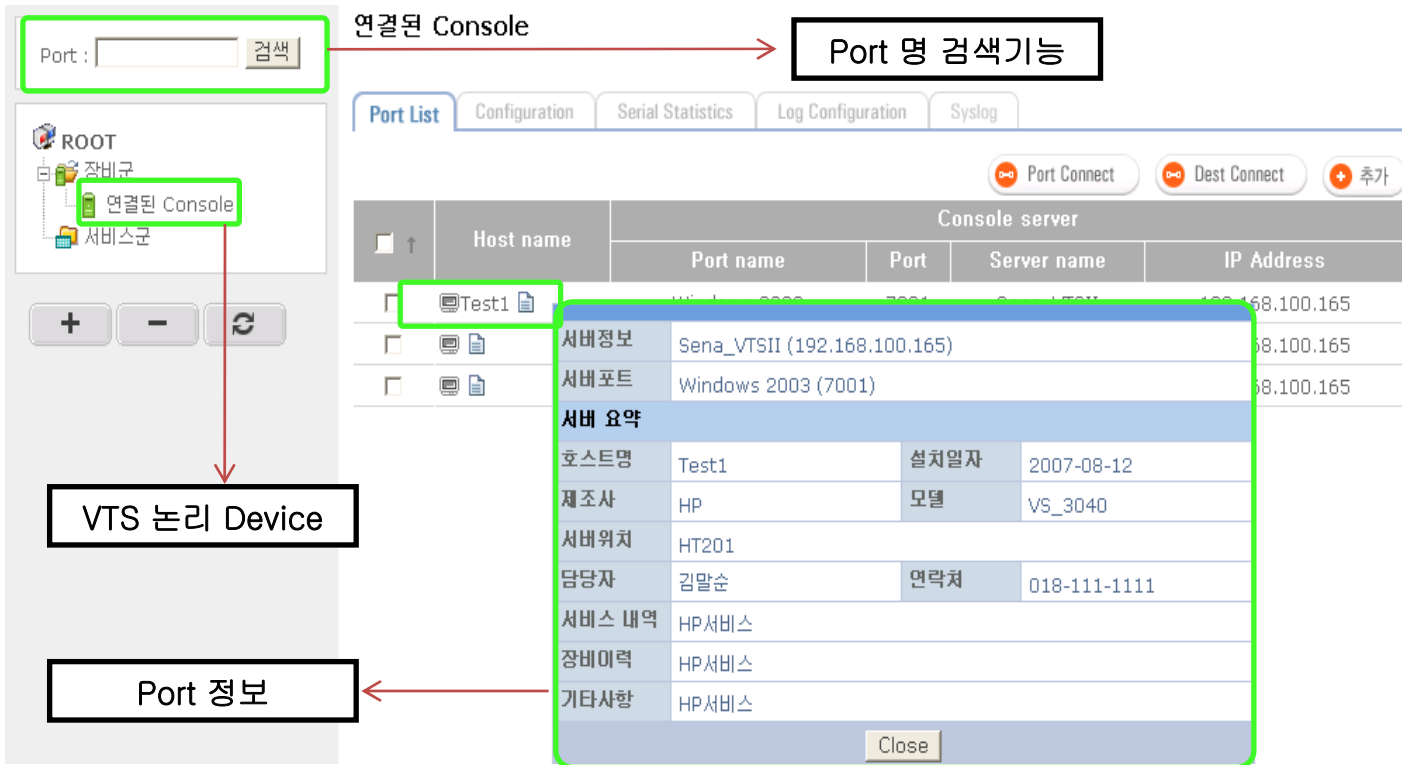 Port : 검색
연결된 Console
Port 명 검색기능
Port List Configuration Serial Statistics Log Configuration Syslog
ROOT
장비군
연결된 Console
서비스군
Port Connect Dest Connect 추가
Host name Console server
Port name Port Server name IP Address
Test1 168.100.165
68.100.165
68.100.165
+ -
서버정보 Sena_VTSII (192.168.100.165)
서버포트 Windows 2003 (7001)
서버 요약
호스트명 Test1 설치일자 2007-08-12
제조사 HP 모델 VS_3040
서버위치 HT201
담당자 김말순 연락처 018-111-1111
서비스 내역 HP서비스
장비이력 HP서비스
기타사항 HP서비스
Close
VTS 논리 Device
Port 정보